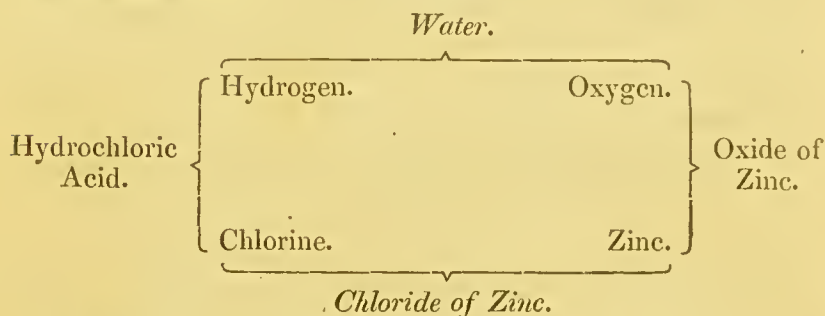 Water.
Hydrogen. Oxygen.
Hydrochloric Acid. Oxide of Zinc.
Chlorine. Zinc.
Chloride of Zinc.